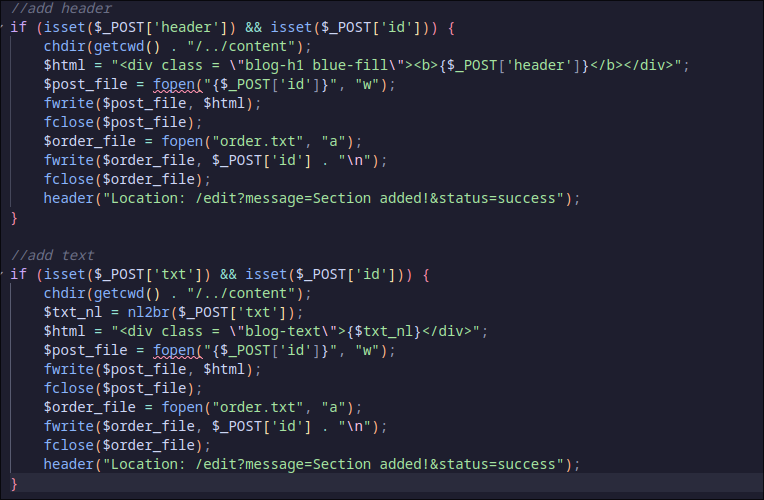 //add header
if (isset($_POST['header']) && isset($_POST['id'])) {
    chdir(getcwd() . "/../content");
    $html = "<div class = \"blog-h1 blue-fill\"><b>{$_POST['header']}</b></div>";
    $post_file = fopen("{$_POST['id']}", "w");
    fwrite($post_file, $html);
    fclose($post_file);
    $order_file = fopen("order.txt", "a");
    fwrite($order_file, $_POST['id'] . "\n");
    fclose($order_file);
    header("Location: /edit?message=Section added!&status=success");
}

//add text
if (isset($_POST['txt']) && isset($_POST['id'])) {
    chdir(getcwd() . "/../content");
    $txt_nl = nl2br($_POST['txt']);
    $html = "<div class = \"blog-text\">{$txt_nl}</div>";
    $post_file = fopen("{$_POST['id']}", "w");
    fwrite($post_file, $html);
    fclose($post_file);
    $order_file = fopen("order.txt", "a");
    fwrite($order_file, $_POST['id'] . "\n");
    fclose($order_file);
    header("Location: /edit?message=Section added!&status=success");
}